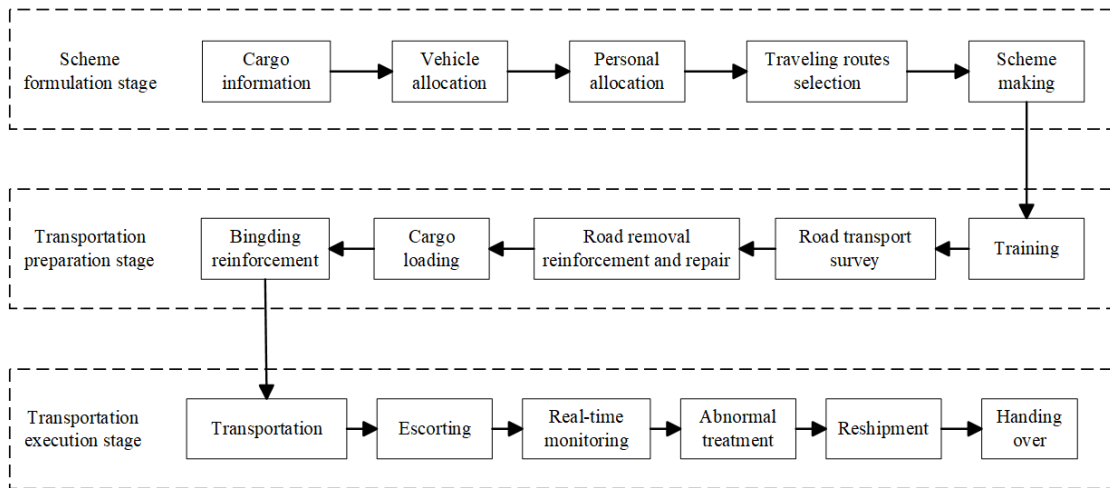 Scheme
formulation stage
Cargo
information
Vehicle
allocation
Personal
allocation
Traveling routes
selection
Scheme
making
Transportation
preparation stage
Bingding
reinforcement
Cargo
loading
Road removal
reinforcement and repair
Road transport
survey
Training
Transportation
execution stage
Transportation
Escorting
Real-time
monitoring
Abnormal
treatment
Reshipment
Handing
over